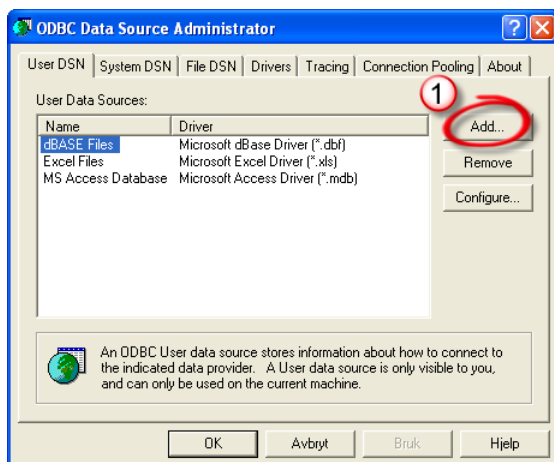 ODBC Data Source Administrator
User DSN System DSN File DSN Drivers Tracing Connection Pooling About
User Data Sources:
1
Name Driver
dBASE Files Microsoft dBase Driver (*.dbf)
Excel Files Microsoft Excel Driver (*.xls)
MS Access Database Microsoft Access Driver (*.mdb)
Add...
Remove
Configure...
An ODBC User data source stores information about how to connect to
the indicated data provider. A User data source is only visible to you,
and can only be used on the current machine.
OK Avbryt Bruk Hjelp